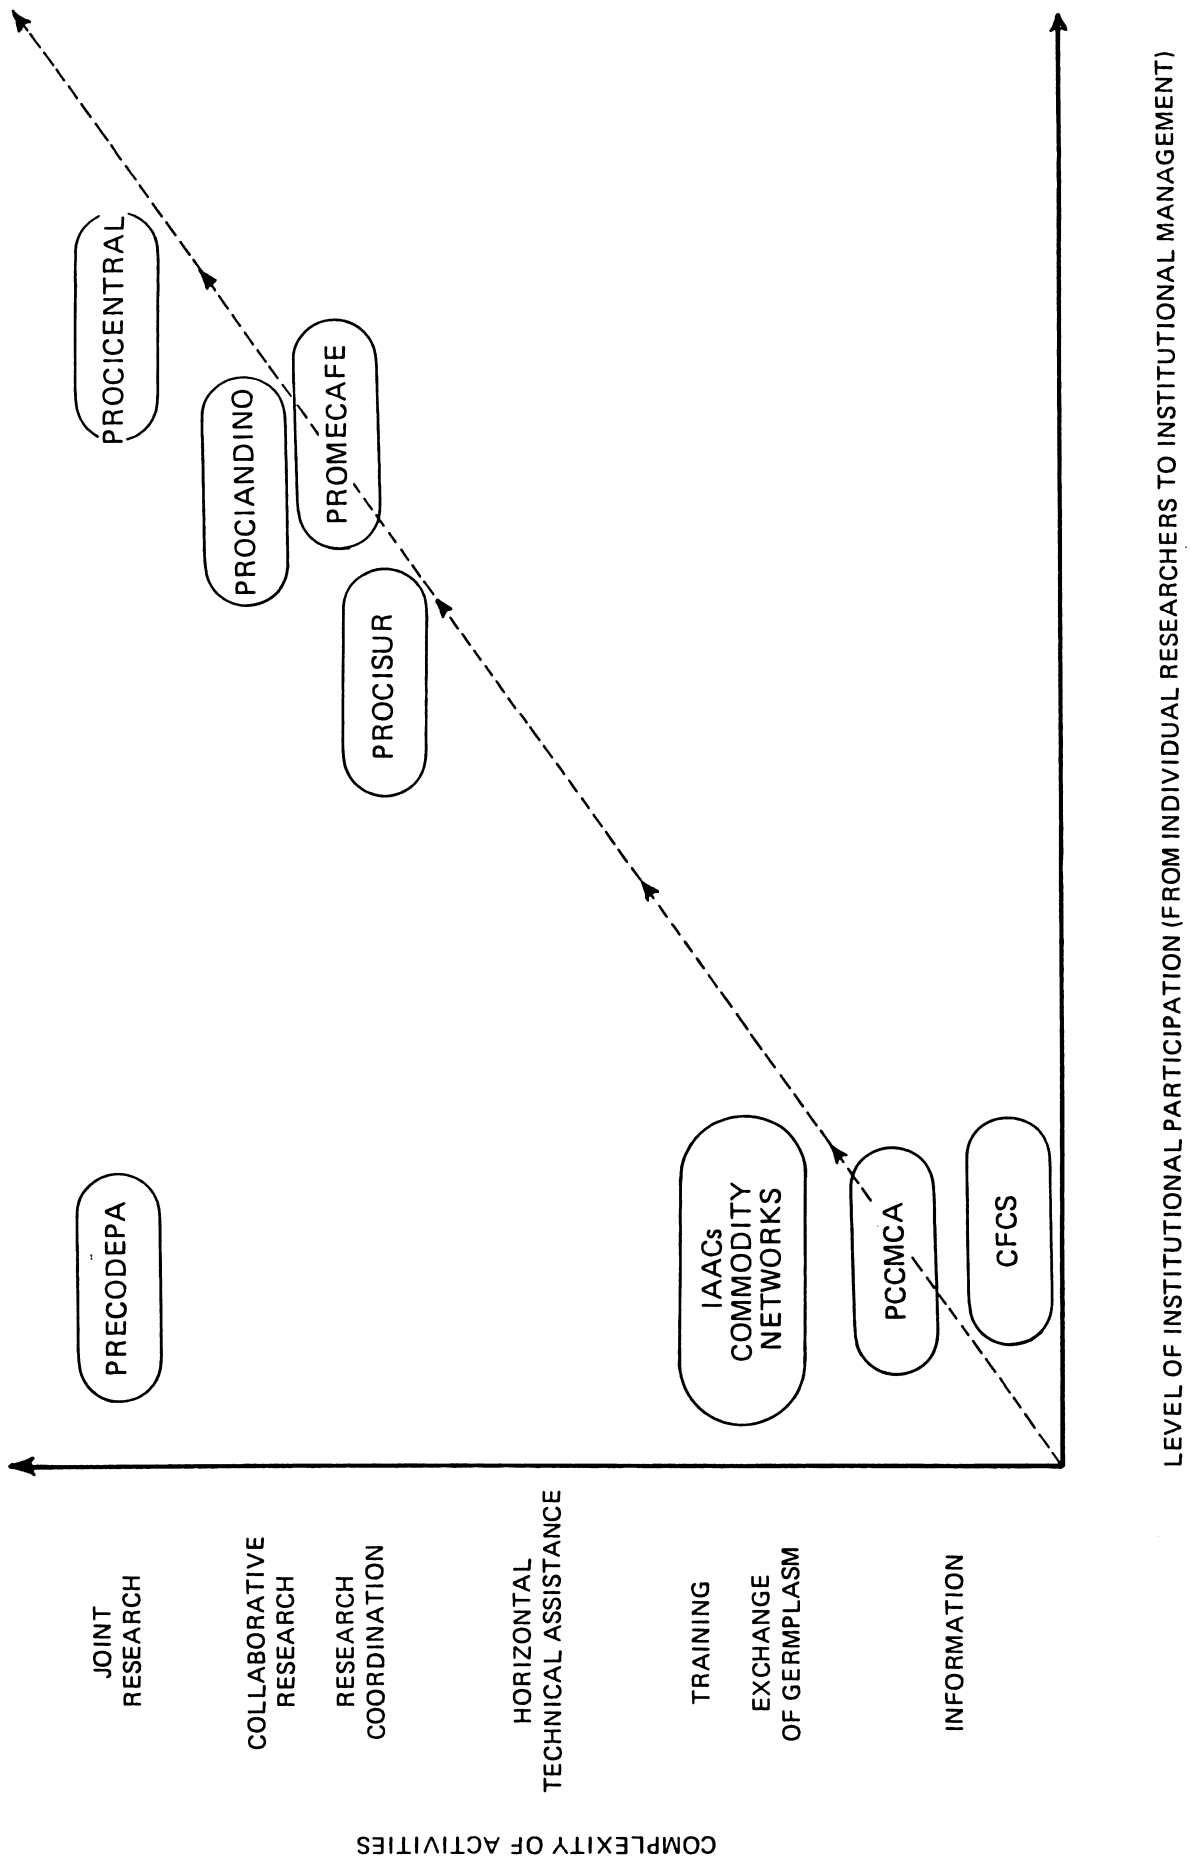 COMPLEXITY OF ACTIVITIES
JOINT
RESEARCH
COLLABORATIVE
RESEARCH
RESEARCH
COORDINATION
HORIZONTAL
TECHNICAL ASSISTANCE
TRAINING
EXCHANGE
OF GERMPLASM
INFORMATION
PRECODEPA
PROCICENTRAL
PROCIANDINO
PROMECAFE
PROCISUR
IAACs
COMMODITY
NETWORKS
PCCMCA
CFCS
LEVEL OF INSTITUTIONAL PARTICIPATION (FROM INDIVIDUAL RESEARCHERS TO INSTITUTIONAL MANAGEMENT)